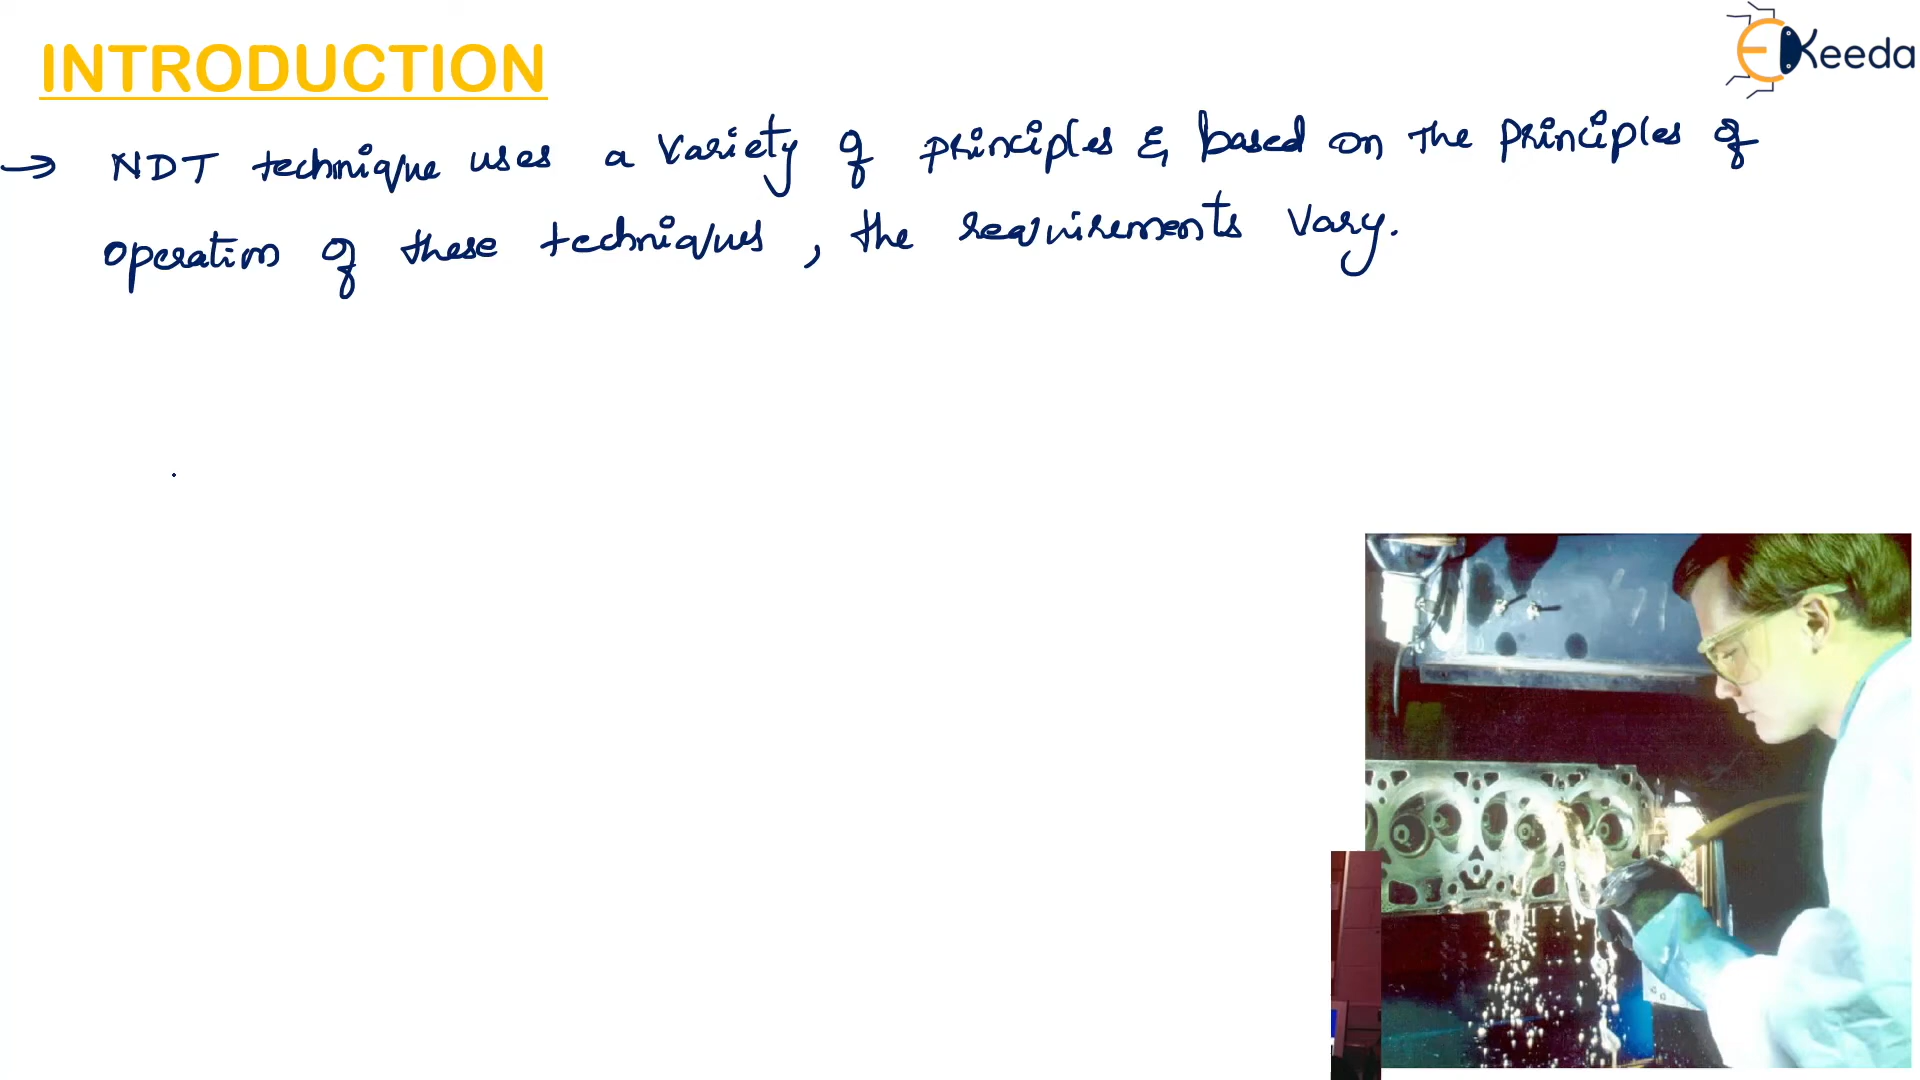 INTRODUCTION
EKeeda
→ NDT technique uses a variety of principles & based on the principles of
operation of these techniques, the requirements vary.